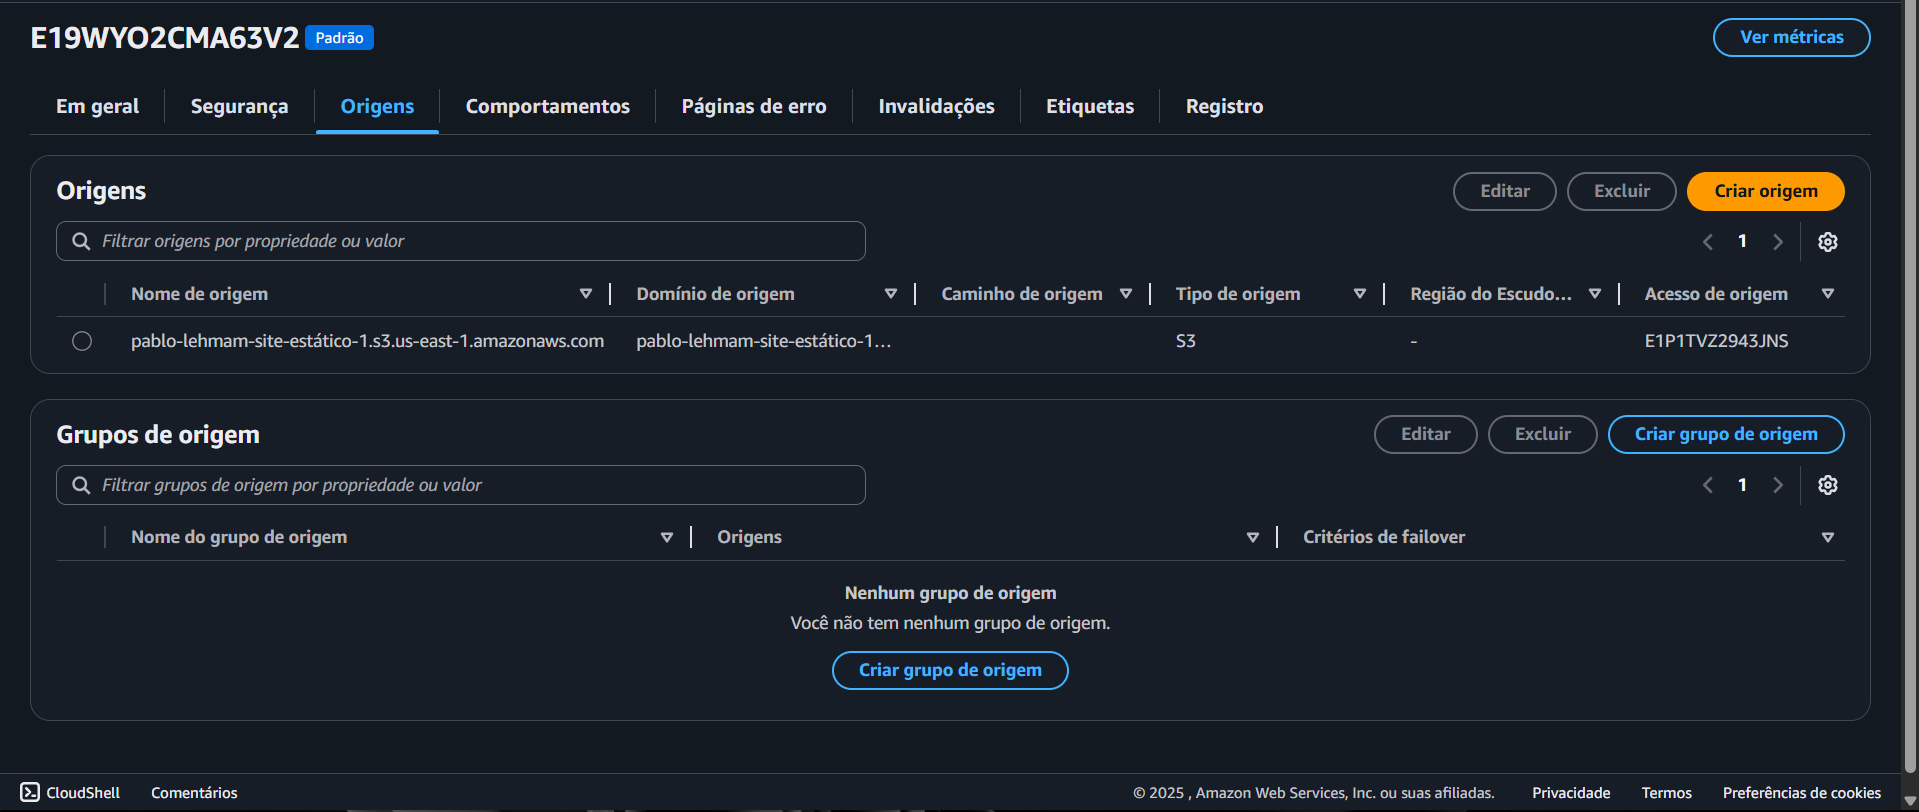 E19WYO2CMA63V2 Padrão Ver métricas
Em geral Segurança Origens Comportamentos Páginas de erro Invalidações Etiquetas Registro
Origens Editar Excluir Criar origem
Filtrar origens por propriedade ou valor 1
Nome de origem Domínio de origem Caminho de origem Tipo de origem Região do Escudo... Acesso de origem
pablo-lehmam-site-estático-1.s3.us-east-1.amazonaws.com pablo-lehmam-site-estático-1... S3 - E1P1TVZ2943JNS
Grupos de origem Editar Excluir Criar grupo de origem
Filtrar grupos de origem por propriedade ou valor 1
Nome do grupo de origem Origens Critérios de failover
Nenhum grupo de origem
Você não tem nenhum grupo de origem.
Criar grupo de origem
CloudShell Comentários © 2025 , Amazon Web Services, Inc. ou suas afiliadas. Privacidade Termos Preferências de cookies